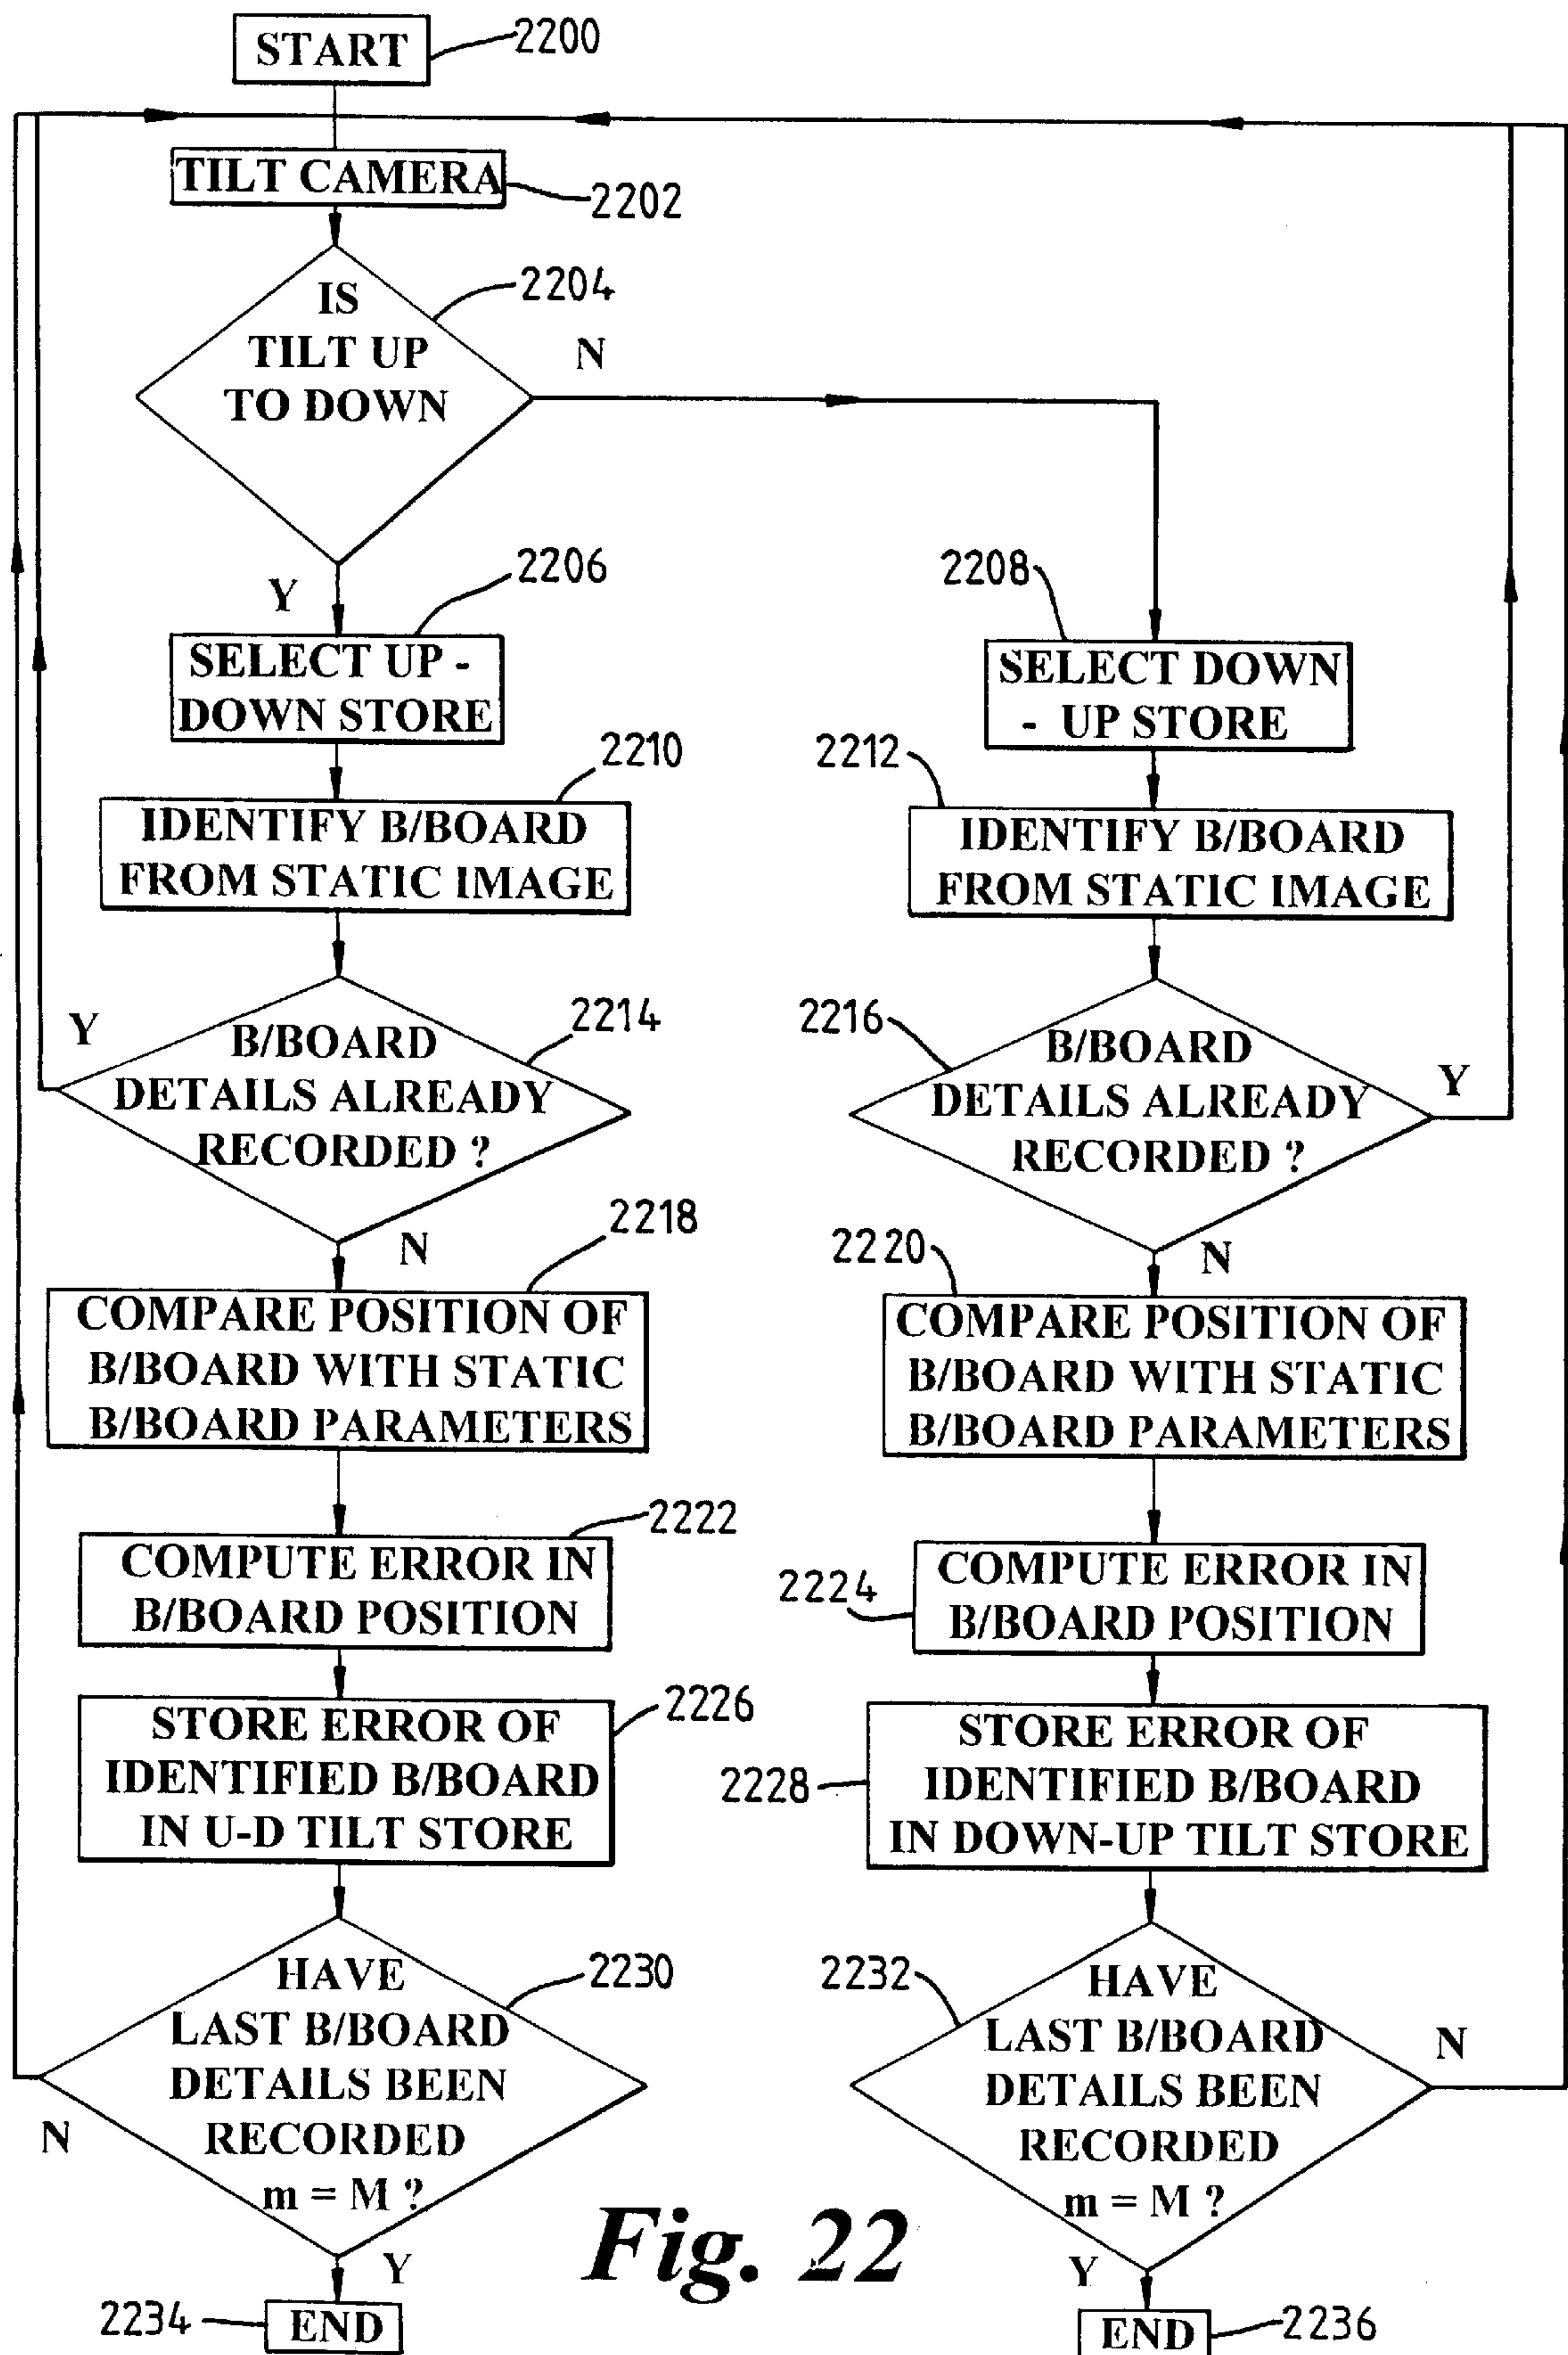 START
2200
TILT CAMERA
2202
IS
TILT UP
TO DOWN
2204
N
Y
2206
SELECT UP -
DOWN STORE
2208
SELECT DOWN
- UP STORE
2210
IDENTIFY B/BOARD
FROM STATIC IMAGE
2212
IDENTIFY B/BOARD
FROM STATIC IMAGE
Y
2214
B/BOARD
DETAILS ALREADY
RECORDED ?
N
2216
B/BOARD
DETAILS ALREADY
RECORDED ?
Y
N
2218
COMPARE POSITION OF
B/BOARD WITH STATIC
B/BOARD PARAMETERS
2220
COMPARE POSITION OF
B/BOARD WITH STATIC
B/BOARD PARAMETERS
2222
COMPUTE ERROR IN
B/BOARD POSITION
2224
COMPUTE ERROR IN
B/BOARD POSITION
2226
STORE ERROR OF
IDENTIFIED B/BOARD
IN U-D TILT STORE
2228
STORE ERROR OF
IDENTIFIED B/BOARD
IN DOWN-UP TILT STORE
2230
HAVE
LAST B/BOARD
DETAILS BEEN
RECORDED
m = M ?
N
Y
2232
HAVE
LAST B/BOARD
DETAILS BEEN
RECORDED
m = M ?
N
Y
2234
END
2236
END
Fig. 22